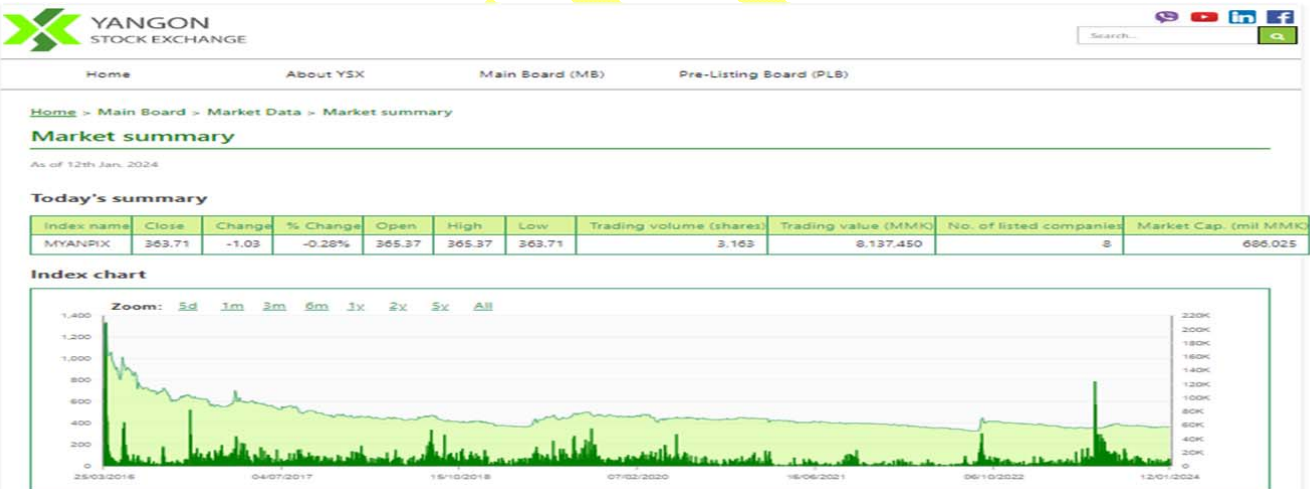 YANGON
STOCK EXCHANGE
Search...
Home About YSX Main Board (MB) Pre-Listing Board (PLB)
Home > Main Board > Market Data > Market summary
Market summary
As of 12th Jan. 2024
Today's summary
Index name Close Change % Change Open High Low Trading volume (shares) Trading value (MMK) No. of listed companies Market Cap. (mil MMK)
MYANPIX 363.71 -1.03 -0.28% 365.37 365.37 363.71 3,163 8,137,450 8 686,025
Index chart
Zoom: 5d 1m 3m 6m 1y 2y 5y All
1,400 220K
200K
1,200 180K
1,000 160K
140K
800 120K
600 100K
80K
400 60K
40K
200 20K
0 0
25/03/2016 04/07/2017 15/10/2018 07/02/2020 16/06/2021 06/10/2022 12/01/2024